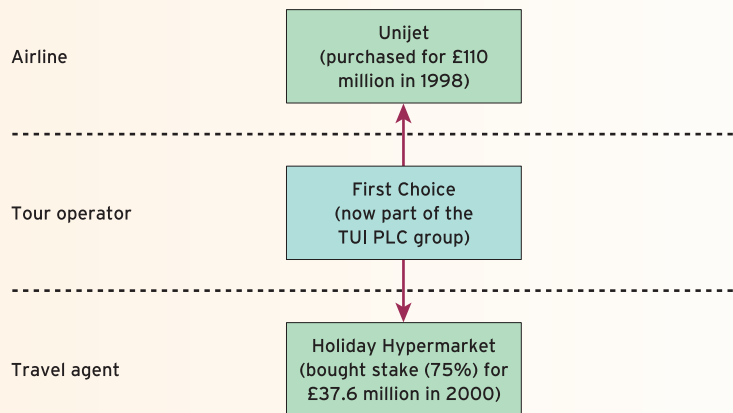 Airline
Unijet
(purchased for £110
million in 1998)
Tour operator
First Choice
(now part of the
TUI PLC group)
Travel agent
Holiday Hypermarket
(bought stake (75%) for
£37.6 million in 2000)